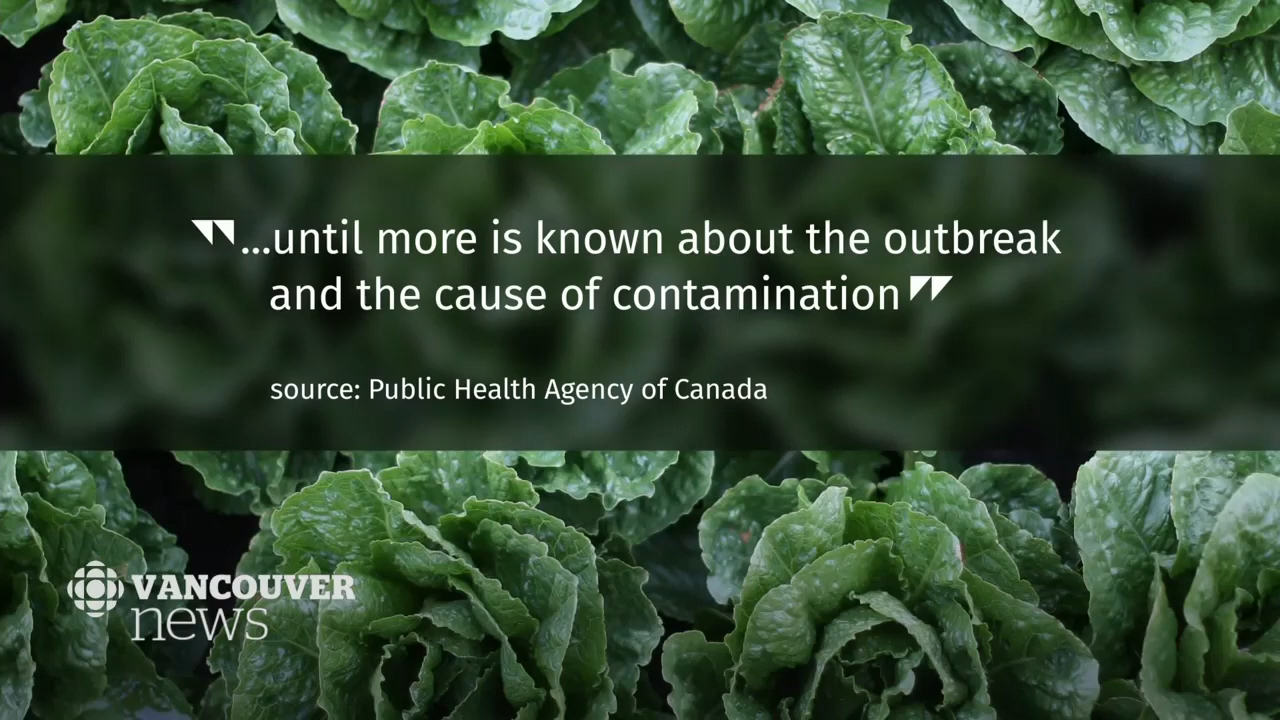 "...until more is known about the outbreak
and the cause of contamination"
source: Public Health Agency of Canada
VANCOUVER
news